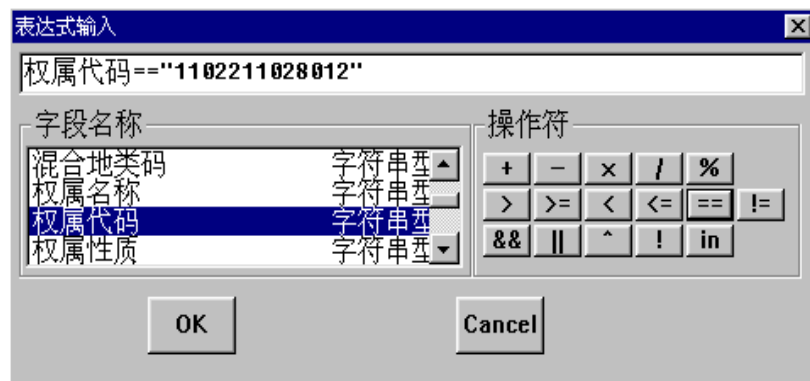 表达式输入
权属代码=="1102211028012"
字段名称
操作符
混合地类码 字符串型
权属名称 字符串型
权属代码 字符串型
权属性质 字符串型
+ − × / %
> >= < <= == !=
&& || ^ ! in
OK Cancel